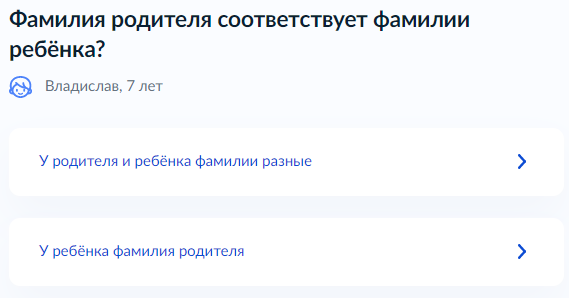 Фамилия родителя соответствует фамилии
ребёнка?
Владислав, 7 лет
У родителя и ребёнка фамилии разные
У ребёнка фамилия родителя